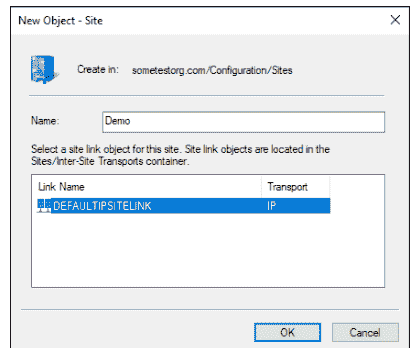 New Object - Site
Create in: sometestorg.com/Configuration/Sites
Name: Demo
Select a site link object for this site. Site link objects are located in the
Sites/Inter-Site Transports container.
Link Name Transport
DEFAULTIPSITELINK IP
OK Cancel